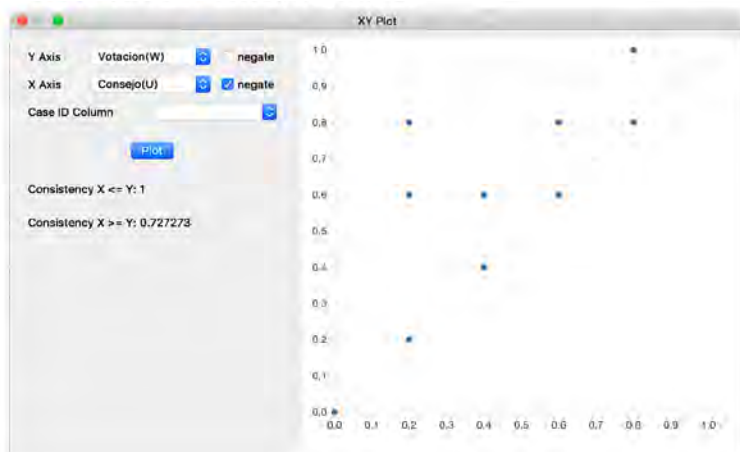 XY Plot
Y Axis Votacion(W) negate
X Axis Consejo(U) negate
Case ID Column
Plot
Consistency X <= Y: 1
Consistency X >= Y: 0.727273
1.0
0.9
0.8
0.7
0.6
0.5
0.4
0.3
0.2
0.1
0.0
0.0 0.1 0.2 0.3 0.4 0.5 0.6 0.7 0.8 0.9 1.0